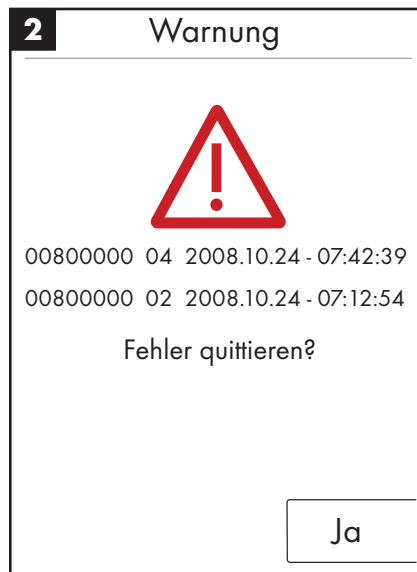 2
Warnung
00800000 04 2008.10.24 - 07:42:39
00800000 02 2008.10.24 - 07:12:54
Fehler quittieren?
Ja